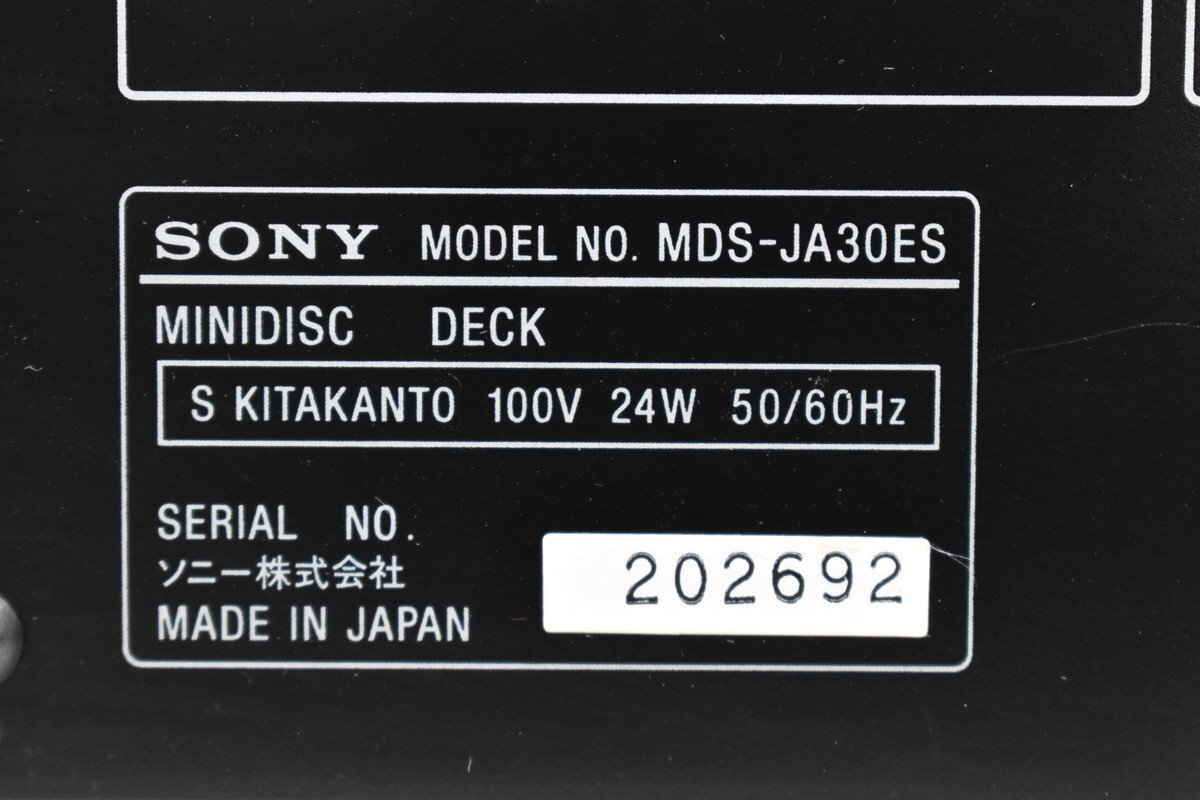 SONY MODEL NO. MDS-JA30ES
MINIDISC DECK
S KITAKANTO 100V 24W 50/60Hz
SERIAL NO.
ソニー株式会社
202692
MADE IN JAPAN